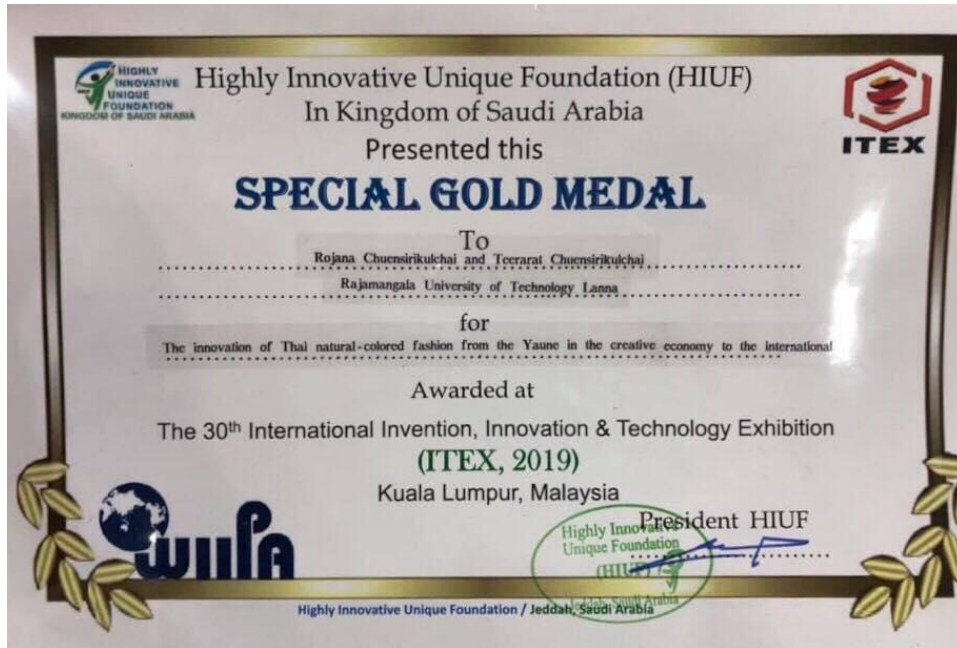 HIGHLY
INNOVATIVE
UNIQUE
FOUNDATION
KINGDOM OF SAUDI ARABIA
Highly Innovative Unique Foundation (HIUF)
In Kingdom of Saudi Arabia
ITEX
Presented this
SPECIAL GOLD MEDAL
To
Rojana Chuensirikulchai and Teerarat Chuensirikulchai
Rajamangala University of Technology Lanna
for
The innovation of Thai natural-colored fashion from the Yaune in the creative economy to the international
Awarded at
The 30th International Invention, Innovation & Technology Exhibition
(ITEX, 2019)
Kuala Lumpur, Malaysia
President HIUF
Highly Innovative
Unique Foundation
(HIUF)
Jeddah, Saudi Arabia
WIIPA
Highly Innovative Unique Foundation / Jeddah, Saudi Arabia